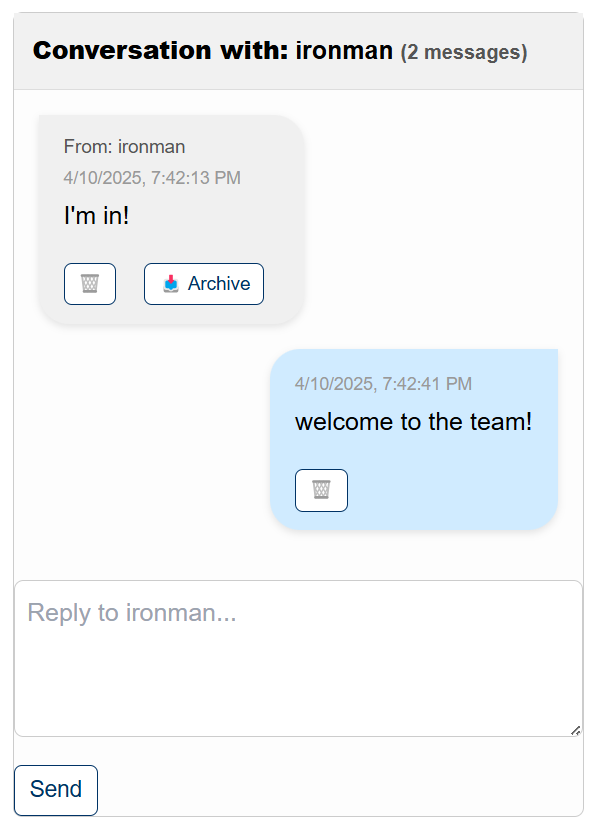 Conversation with: ironman (2 messages)
From: ironman
4/10/2025, 7:42:13 PM
I'm in!
Archive
4/10/2025, 7:42:41 PM
welcome to the team!
Reply to ironman...
Send